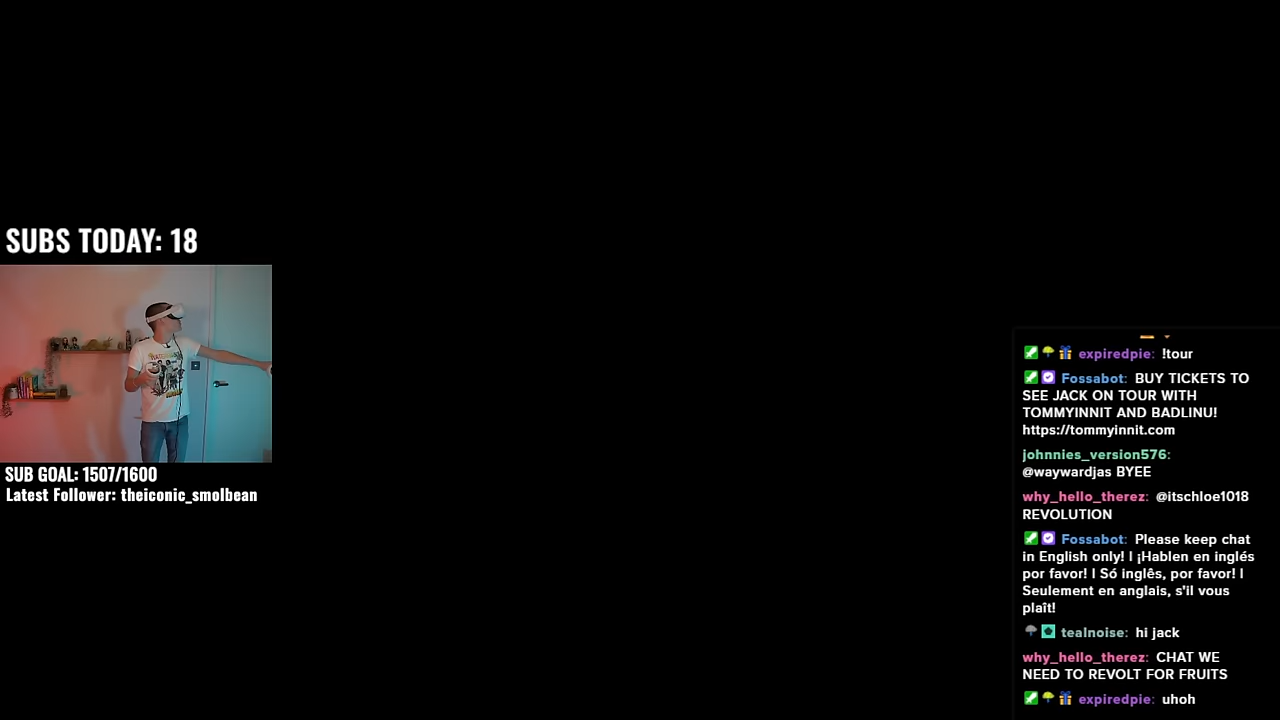 SUBS TODAY: 18
SUB GOAL: 1507/1600
Latest Follower: theiconic_smolbean
expiredpie: !tour
Fossabot: BUY TICKETS TO
SEE JACK ON TOUR WITH
TOMMYINNIT AND BADLINU!
https://tommyinnit.com
johnnies_version576:
@waywardjas BYEE
why_hello_therez: @itschloe1018
REVOLUTION
Fossabot: Please keep chat
in English only! | ¡Hablen en inglés
por favor! | Só inglês, por favor! |
Seulement en anglais, s'il vous
plaît!
tealnoise: hi jack
why_hello_therez: CHAT WE
NEED TO REVOLT FOR FRUITS
expiredpie: uhoh